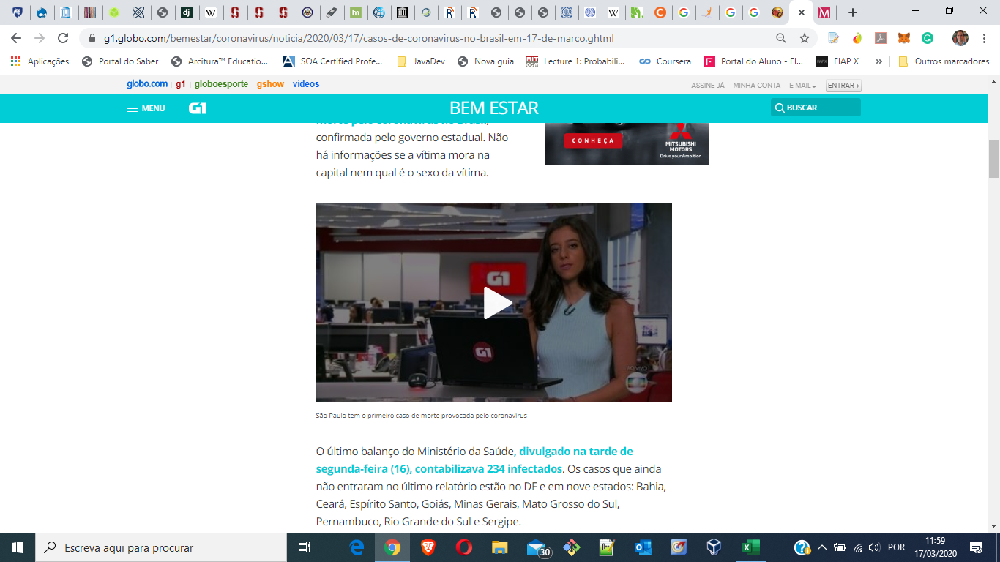 g1.globo.com/bemestar/coronavirus/noticia/2020/03/17/casos-de-coronavirus-no-brasil-em-17-de-marco.ghtml
Aplicações Portal do Saber Arcitura™ Educatio... SOA Certified Profe... JavaDev Nova guia Lecture 1: Probabili... Coursera Portal do Aluno - FI... FIAP X » Outros marcadores
globo.com g1 globoesporte gshow vídeos ASSINE JÁ MINHA CONTA E-MAIL ENTRAR ›
MENU G1 BEM ESTAR BUSCAR
confirmada pelo governo estadual. Não
há informações se a vítima mora na
capital nem qual é o sexo da vítima.
CONHEÇA
MITSUBISHI
MOTORS
Drive your Ambition
G1
G1
AO VIVO
São Paulo tem o primeiro caso de morte provocada pelo coronavírus
O último balanço do Ministério da Saúde, divulgado na tarde de
segunda-feira (16), contabilizava 234 infectados. Os casos que ainda
não entraram no último relatório estão no DF e em nove estados: Bahia,
Ceará, Espírito Santo, Goiás, Minas Gerais, Mato Grosso do Sul,
Pernambuco, Rio Grande do Sul e Sergipe.
Escreva aqui para procurar
30
POR
11:59
17/03/2020